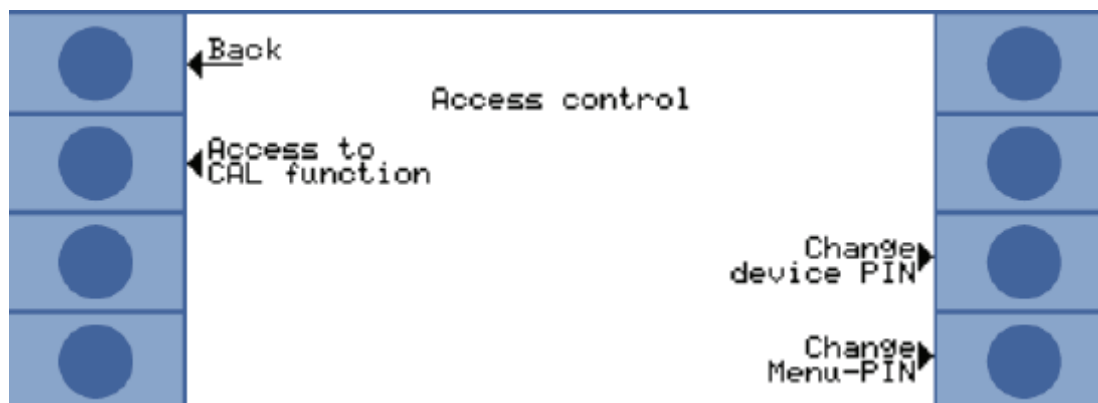 Back
Access control
Access to
CAL function
Change
device PIN
Change
Menu-PIN